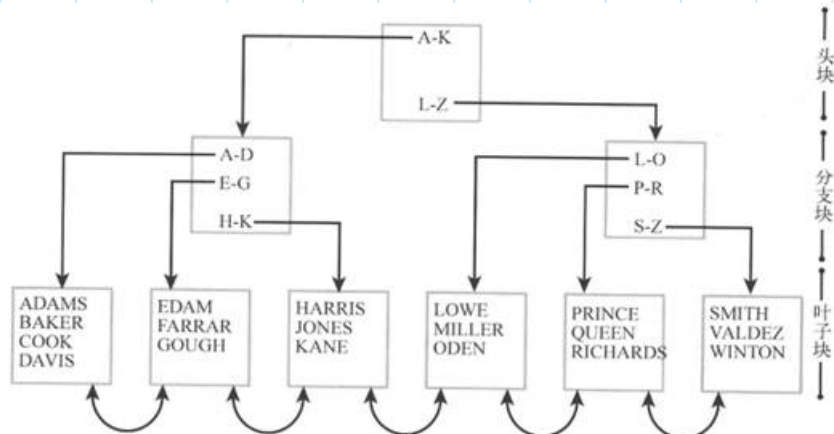 A-K
L-Z
头块
A-D
E-G
H-K
L-O
P-R
S-Z
分支块
ADAMS
BAKER
COOK
DAVIS
EDAM
FARRAR
GOUGH
HARRIS
JONES
KANE
LOWE
MILLER
ODEN
PRINCE
QUEEN
RICHARDS
SMITH
VALDEZ
WINTON
叶子块